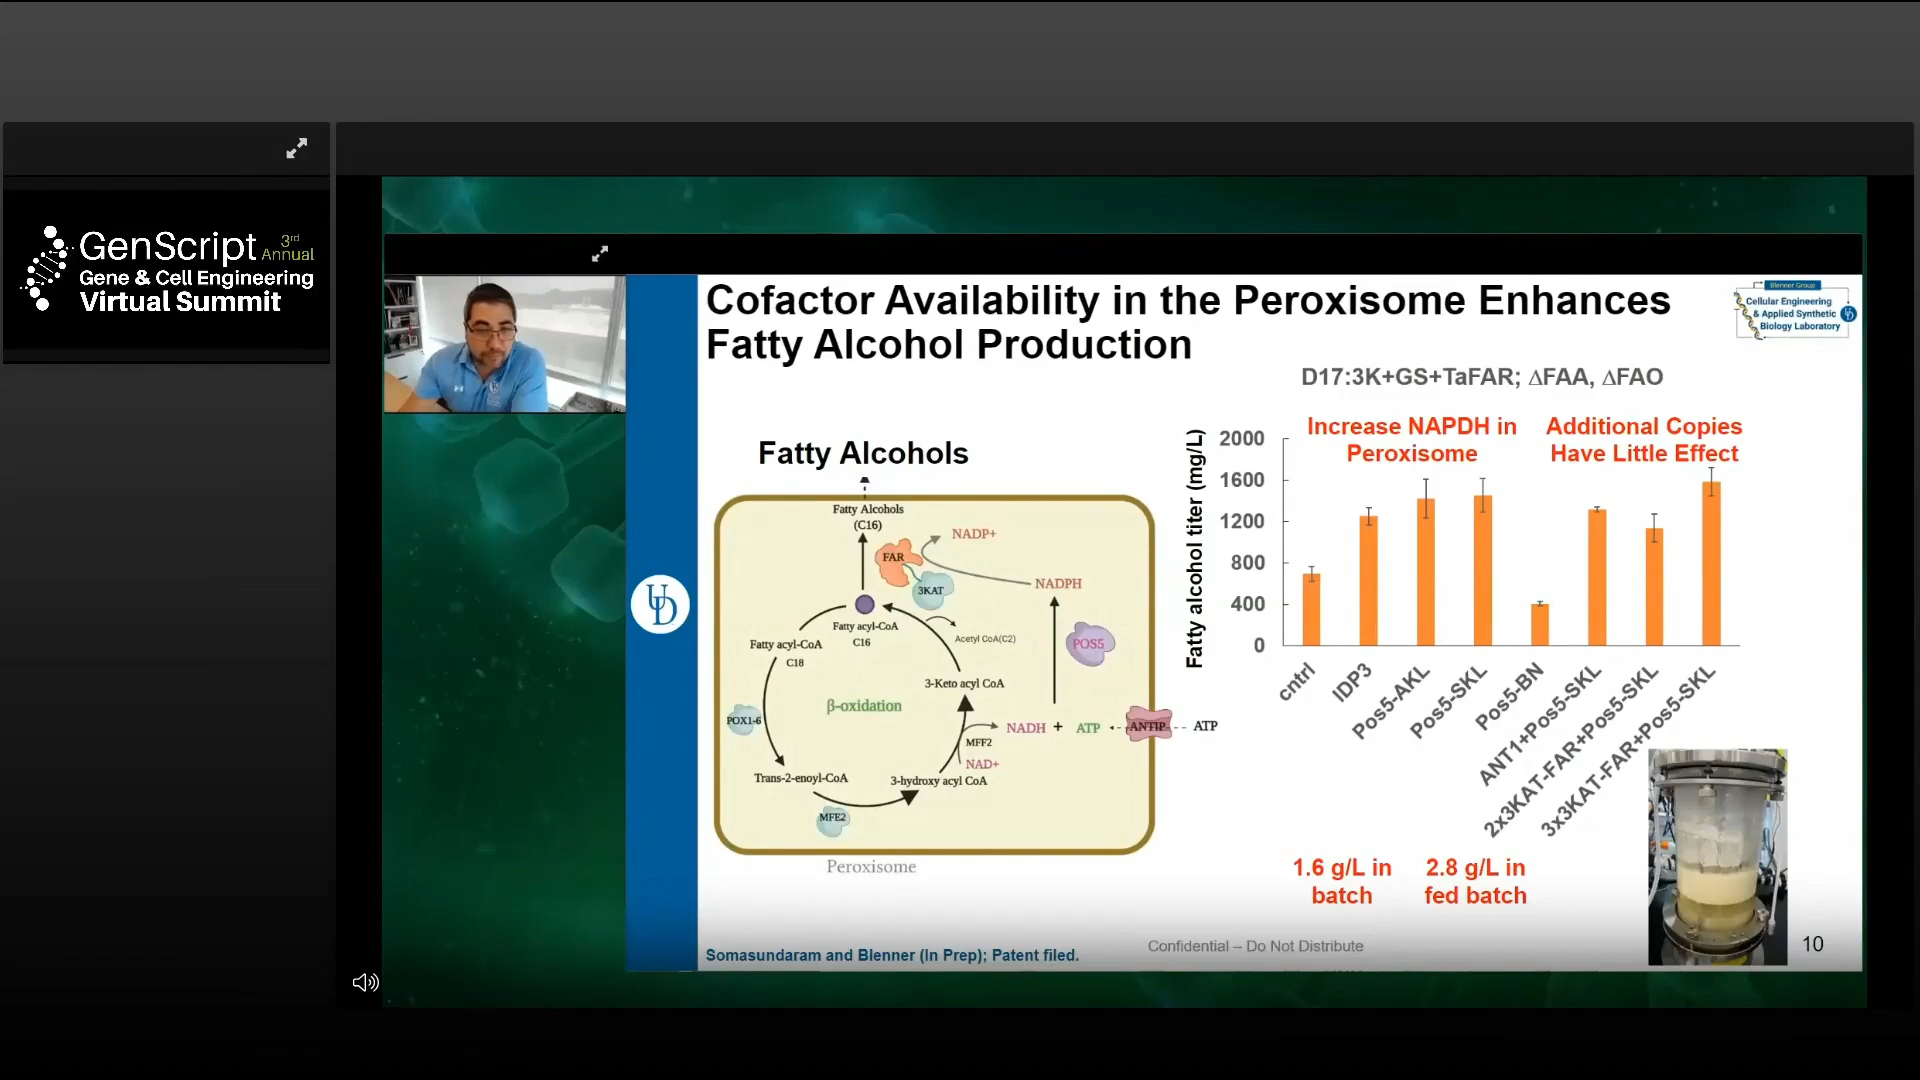 GenScript 3rd Annual
Gene & Cell Engineering
Virtual Summit
Cofactor Availability in the Peroxisome Enhances
Fatty Alcohol Production
Blenner Group
Cellular Engineering
& Applied Synthetic
Biology Laboratory
UD
UD
D17:3K+GS+TaFAR; ∆FAA, ∆FAO
Increase NAPDH in
Peroxisome
Additional Copies
Have Little Effect
Fatty Alcohols
Fatty Alcohols
(C16)
NADP+
FAR
3KAT
NADPH
Fatty acyl-CoA
C16
Acetyl CoA(C2)
Fatty acyl-CoA
C18
POS5
3-Keto acyl CoA
β-oxidation
POX1-6
NADH + ATP
ANTIP
ATP
MFF2
NAD+
Trans-2-enoyl-CoA
3-hydroxy acyl CoA
MFE2
Peroxisome
Fatty alcohol titer (mg/L)
2000
1600
1200
800
400
0
cntrl
IDP3
Pos5-AKL
Pos5-SKL
Pos5-BN
ANT1+Pos5-SKL
2x3KAT-FAR+Pos5-SKL
3x3KAT-FAR+Pos5-SKL
1.6 g/L in
batch
2.8 g/L in
fed batch
Somasundaram and Blenner (In Prep); Patent filed.
Confidential – Do Not Distribute
10